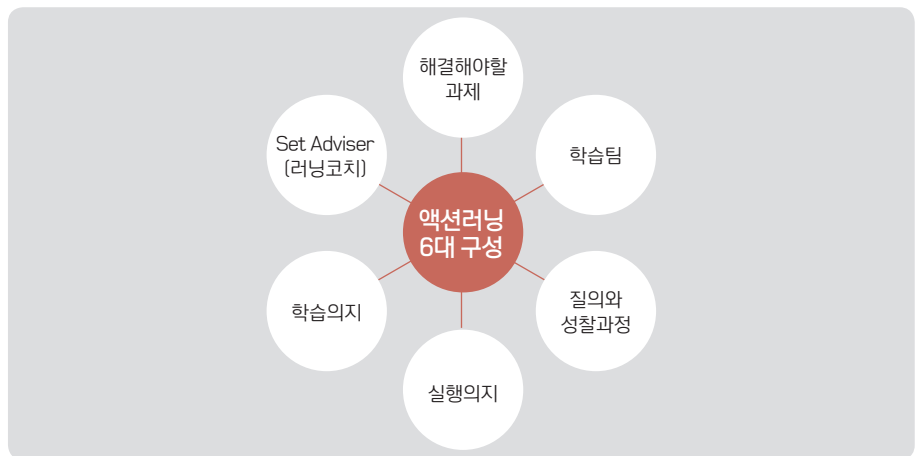 해결해야할
과제
Set Adviser
(러닝코치)
학습팀
액션러닝
6대 구성
학습의지
질의와
성찰과정
실행의지